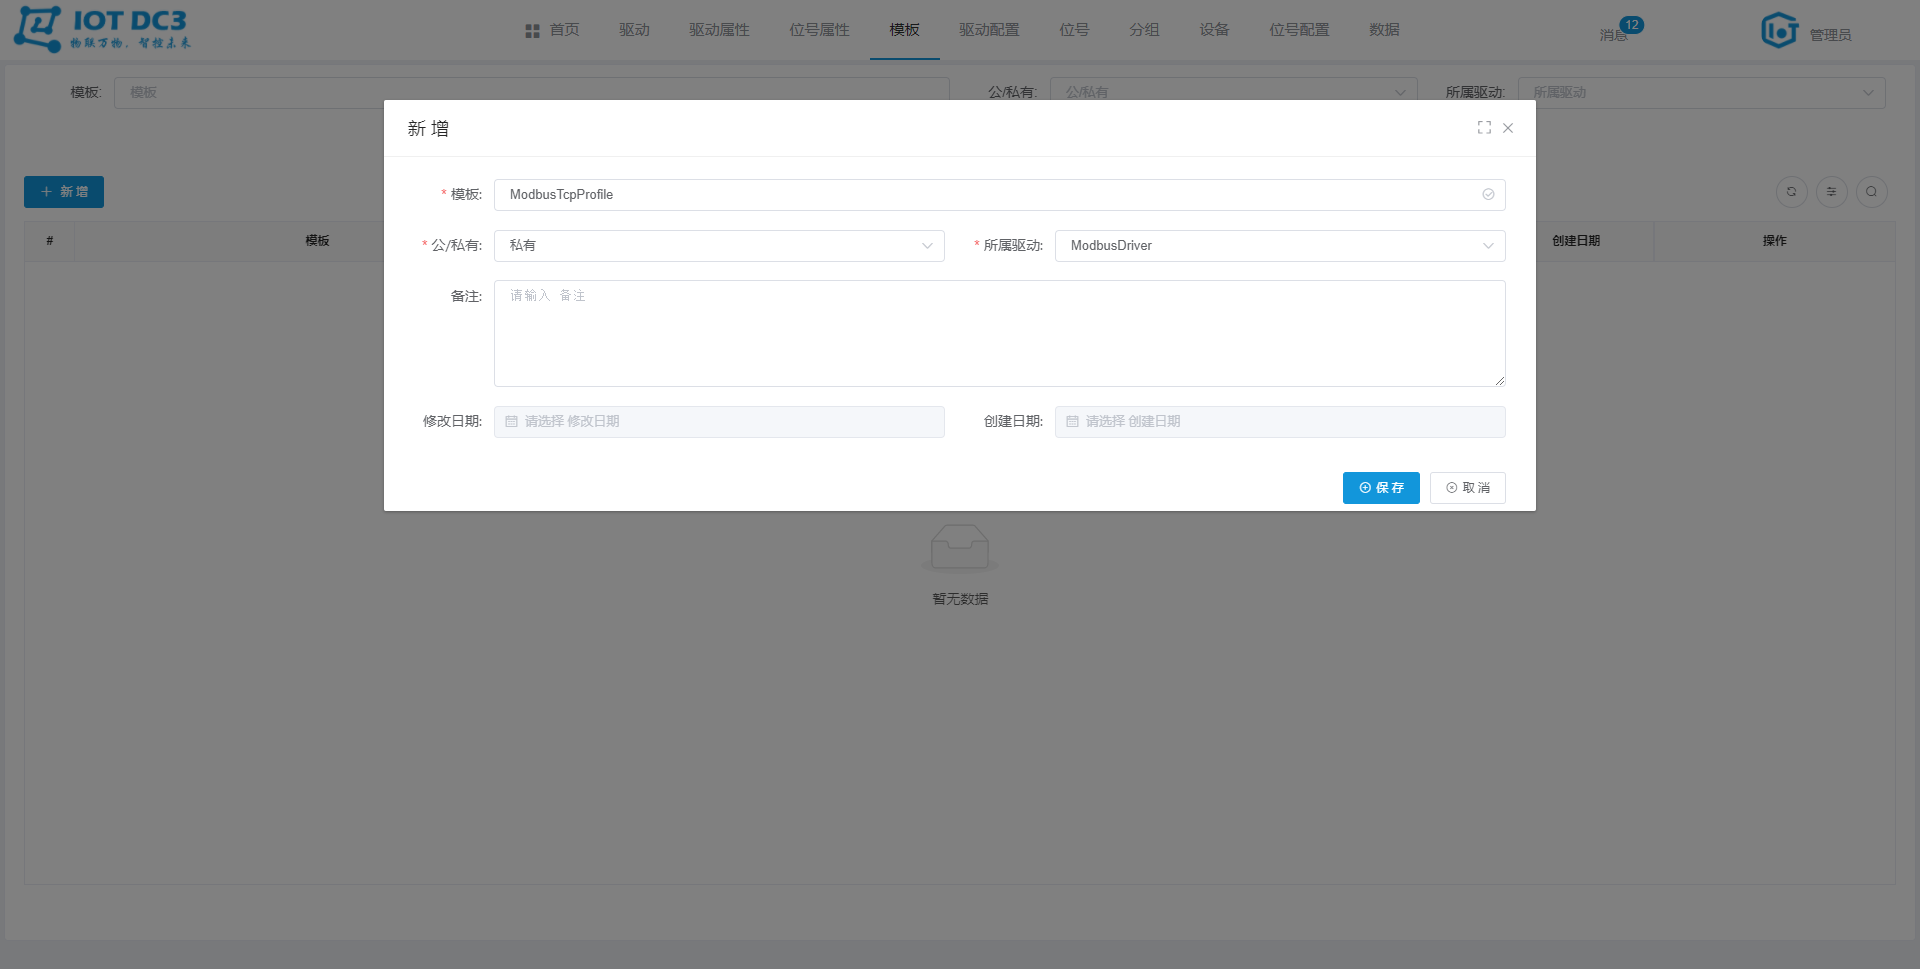 IOT DC3
物联万物，智控未来
首页 驱动 驱动属性 位号属性 模板 驱动配置 位号 分组 设备 位号配置 数据 消息 12 管理员
模板: 模板 公/私有: 公/私有 所属驱动: 所属驱动
新 增
* 模板: ModbusTcpProfile
新 增
* 公/私有: 私有 * 所属驱动: ModbusDriver
# 模板 创建日期 操作
备注: 请输入 备注
修改日期: 请选择 修改日期 创建日期: 请选择 创建日期
保 存 取 消
暂无数据